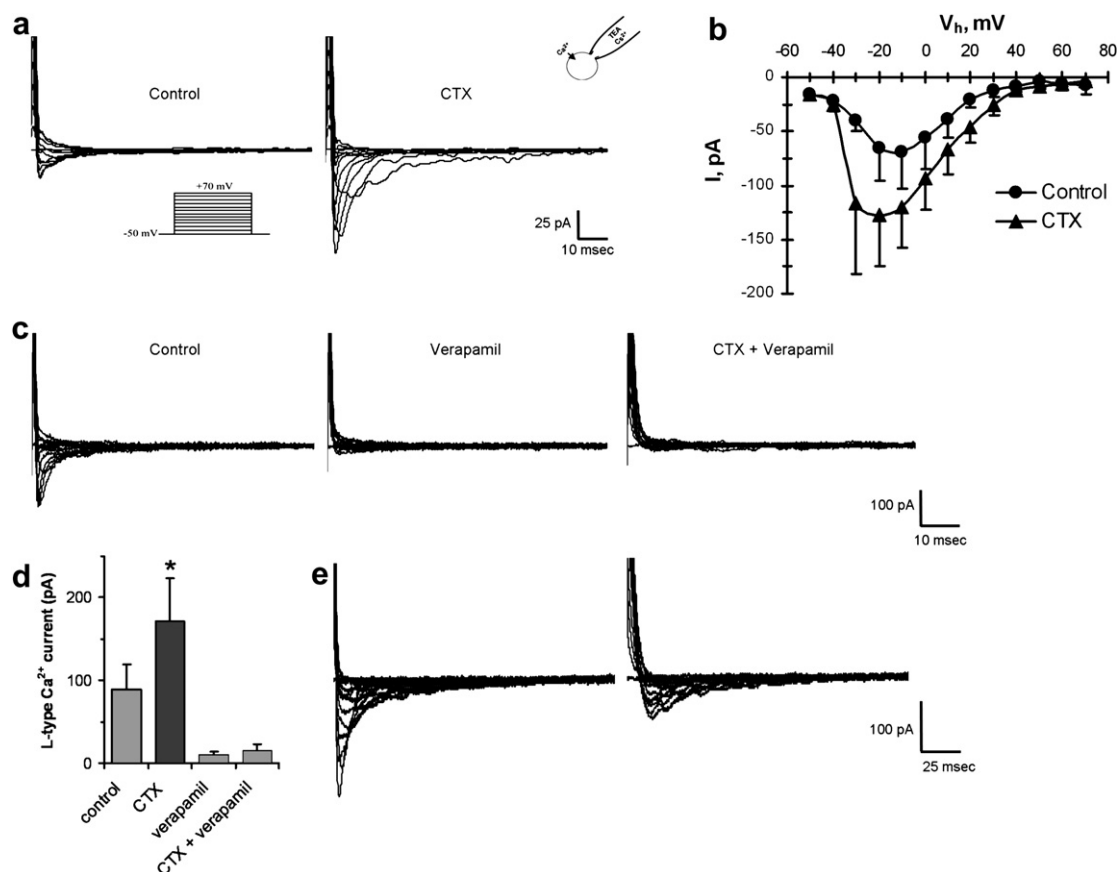 a
Control
CTX
Ca²⁺
TEA
Cs²⁺
+70 mV
-50 mV
25 pA
10 msec
b
Vh, mV
-60 -40 -20 0 20 40 60 80
0
-50
-100
-150
-200
I, pA
Control
CTX
c
Control
Verapamil
CTX + Verapamil
100 pA
10 msec
d
L-type Ca²⁺ current (pA)
200
100
0
*
control
CTX
verapamil
CTX + verapamil
e
100 pA
25 msec